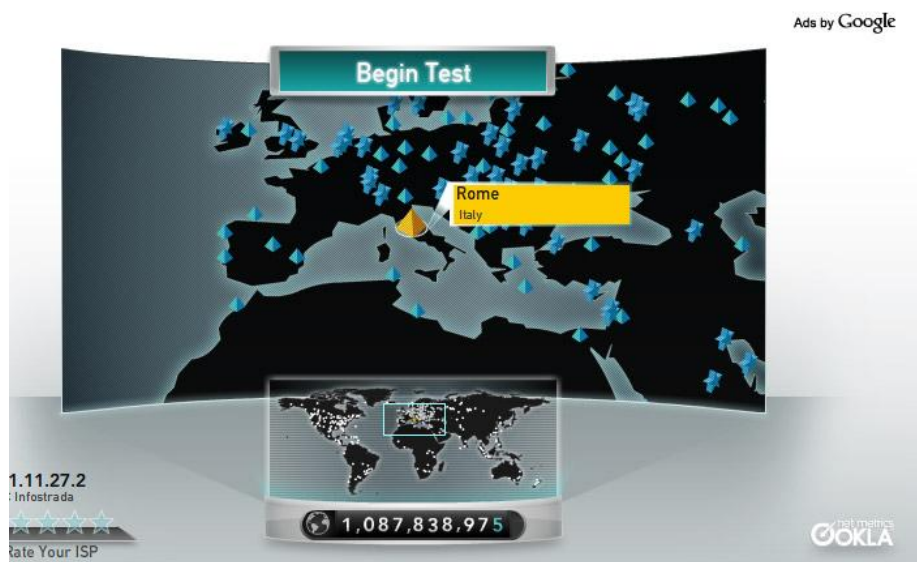 Ads by Google
Begin Test
Rome
Italy
1.11.27.2
Infostrada
Rate Your ISP
1,087,838,975
net metrics
OOKLA